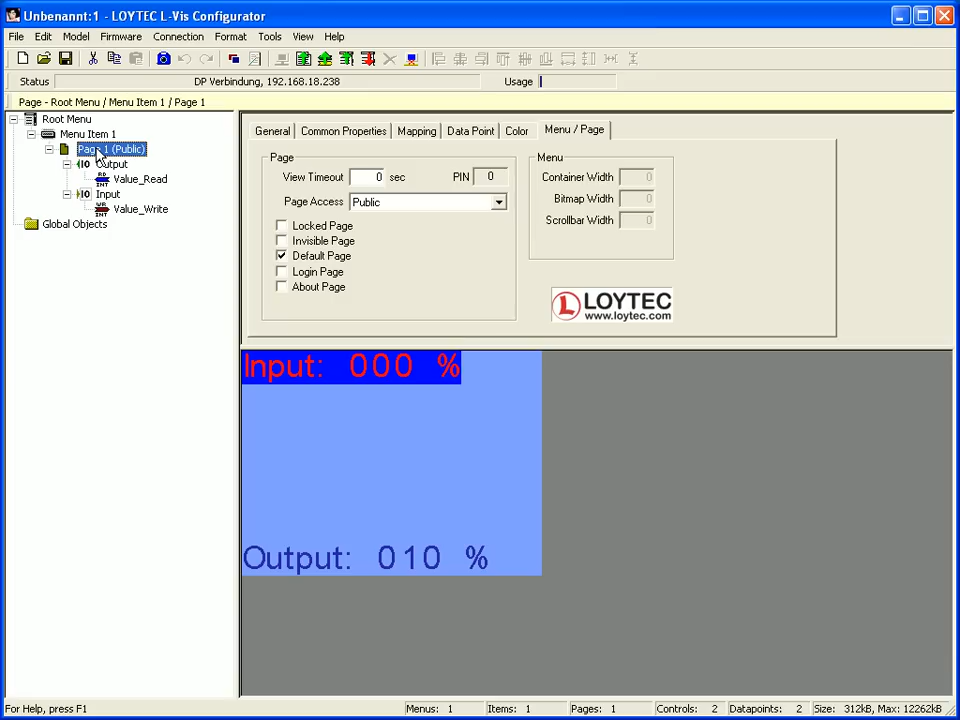 Unbenannt:1 - LOYTEC L-Vis Configurator
File Edit Model Firmware Connection Format Tools View Help
Status DP Verbindung, 192.168.18.238 Usage
Page - Root Menu / Menu Item 1 / Page 1
Root Menu
Menu Item 1
Page 1 (Public)
Output
Value_Read
Input
Value_Write
Global Objects
General Common Properties Mapping Data Point Color Menu / Page
Page
View Timeout 0 sec PIN 0
Page Access Public
Locked Page
Invisible Page
Default Page
Login Page
About Page
Menu
Container Width 0
Bitmap Width 0
Scrollbar Width 0
LOYTEC
www.loytec.com
Input: 000 %
Output: 010 %
For Help, press F1 Menus: 1 Items: 1 Pages: 1 Controls: 2 Datapoints: 2 Size: 312kB, Max: 12262kB